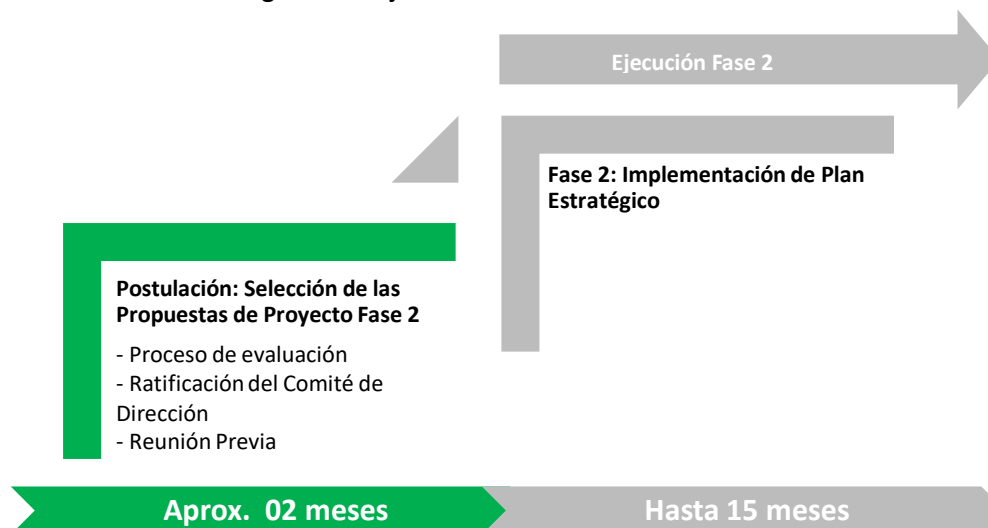 Ejecución Fase 2
Fase 2: Implementación de Plan
Estratégico
Postulación: Selección de las
Propuestas de Proyecto Fase 2
- Proceso de evaluación
- Ratificación del Comité de
Dirección
- Reunión Previa
Aprox. 02 meses
Hasta 15 meses